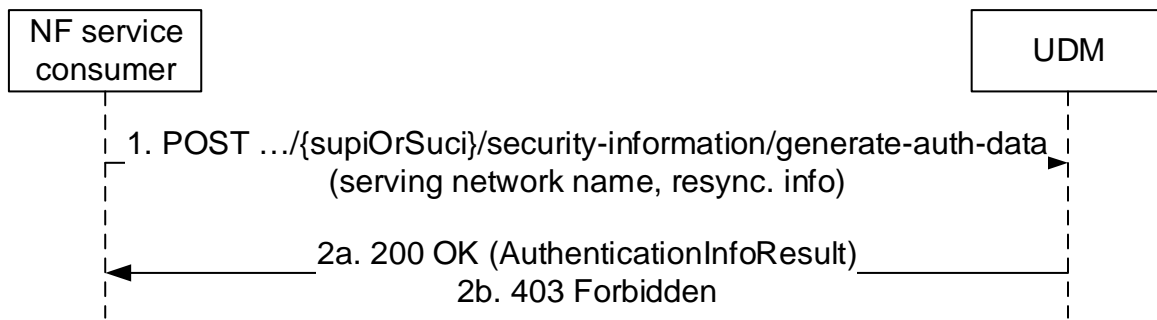 NF service
consumer
UDM
1. POST …/{supiOrSuci}/security-information/generate-auth-data
(serving network name, resync. info)
2a. 200 OK (AuthenticationInfoResult)
2b. 403 Forbidden